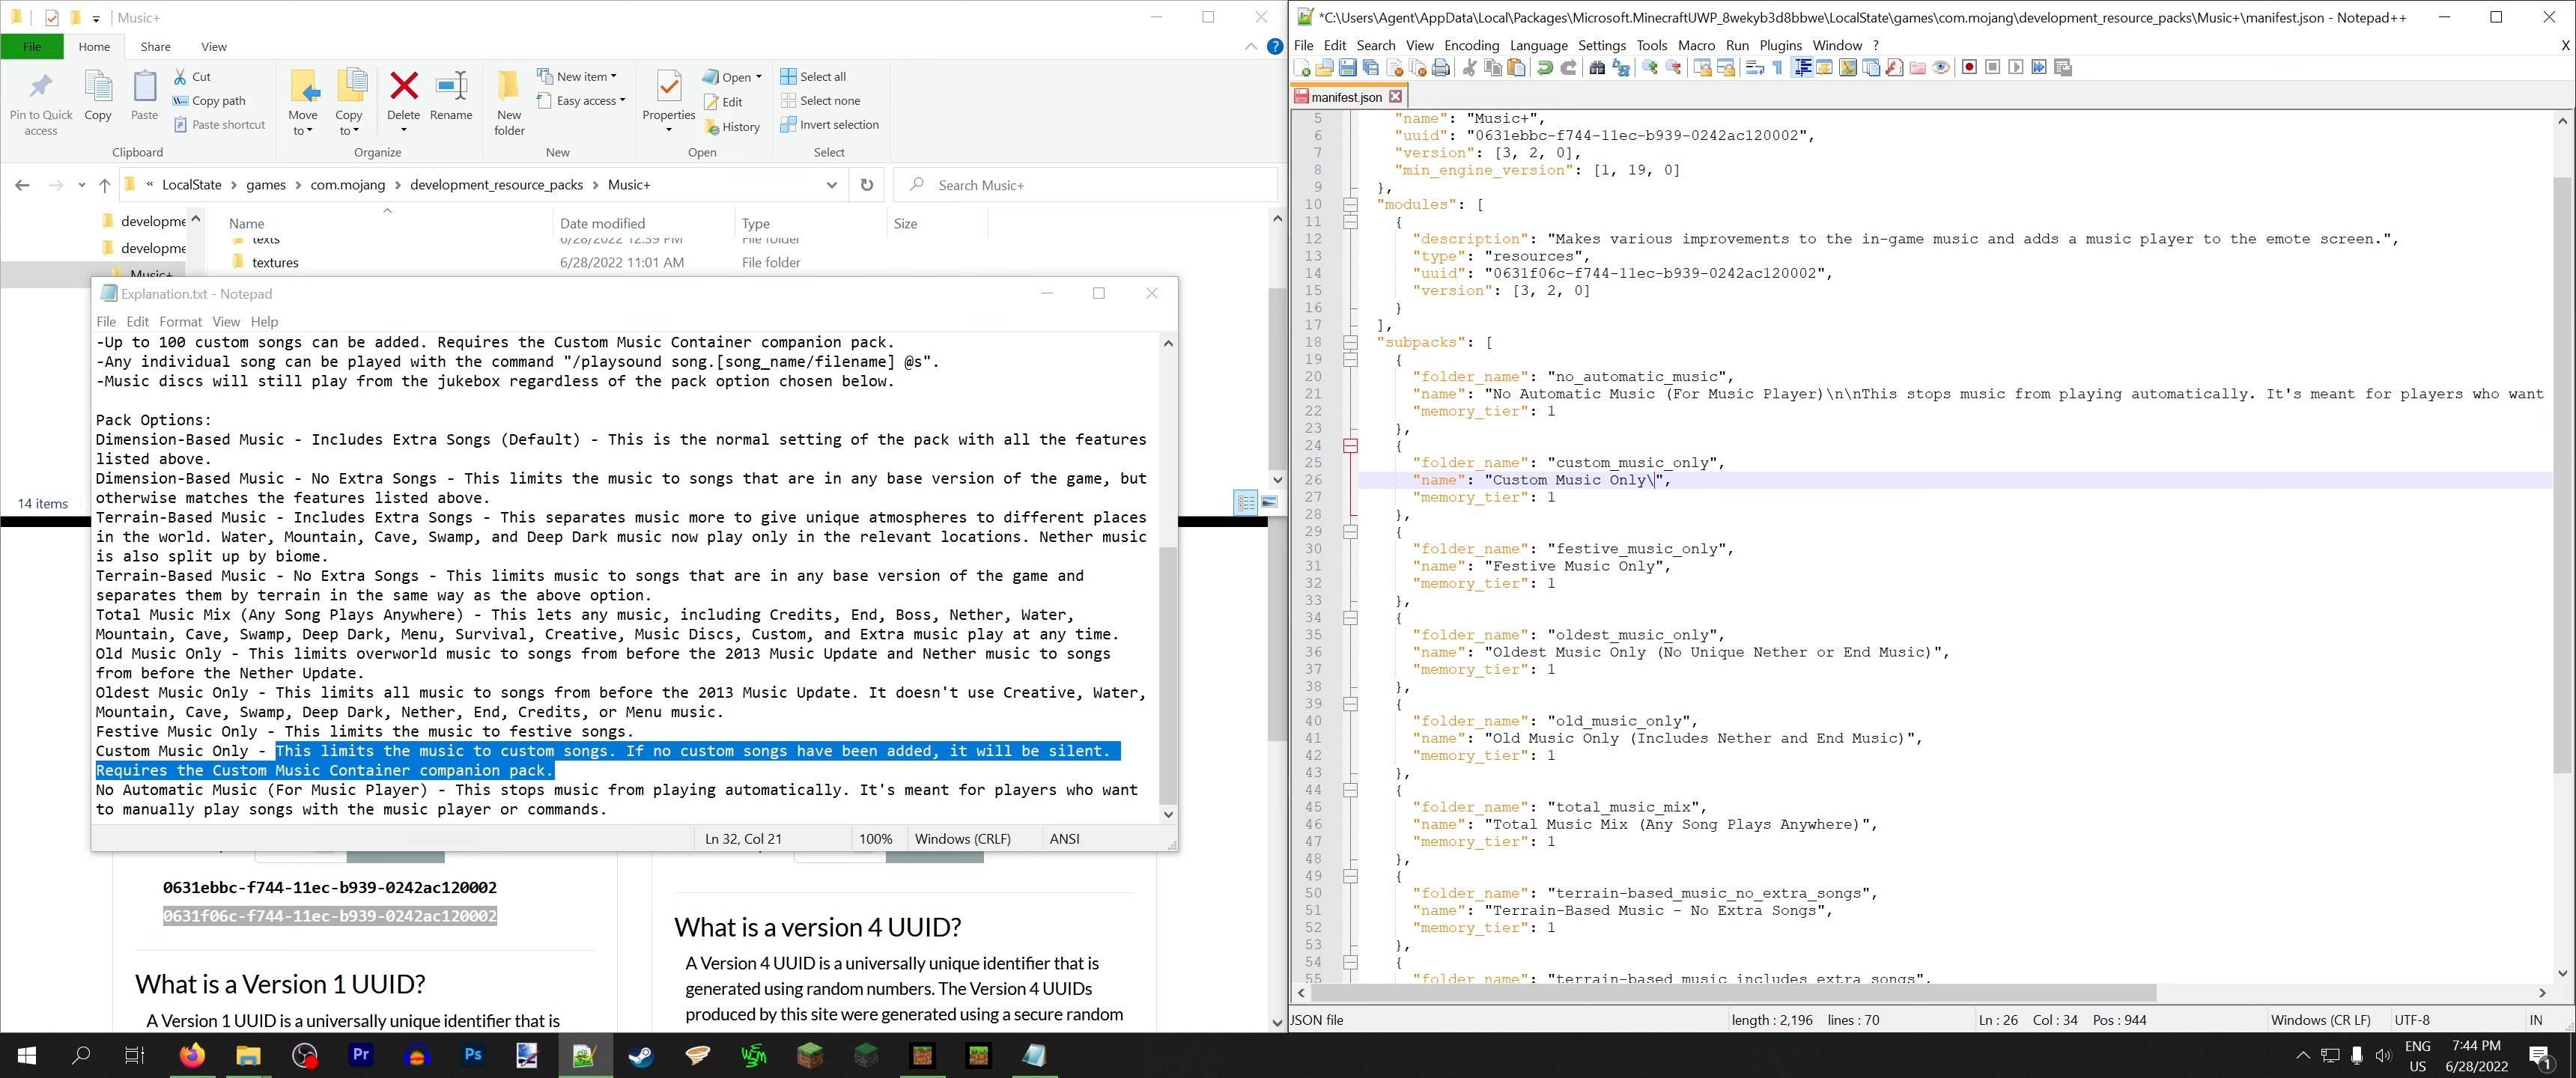 Music+
File
Home
Share
View
Pin to Quick access
Copy
Paste
Cut
Copy path
Paste shortcut
Clipboard
Move to
Copy to
Delete
Rename
Organize
New folder
New item
Easy access
New
Properties
Open
Edit
History
Open
Select all
Select none
Invert selection
Select
« LocalState > games > com.mojang > development_resource_packs > Music+
Search Music+
developme
developme
Music+
Name
Date modified
Type
Size
texts 6/28/2022 12:59 PM File folder
textures 6/28/2022 11:01 AM File folder
14 items
Explanation.txt - Notepad
File Edit Format View Help
-Up to 100 custom songs can be added. Requires the Custom Music Container companion pack.
-Any individual song can be played with the command "/playsound song.[song_name/filename] @s".
-Music discs will still play from the jukebox regardless of the pack option chosen below.
Pack Options:
Dimension-Based Music - Includes Extra Songs (Default) - This is the normal setting of the pack with all the features
listed above.
Dimension-Based Music - No Extra Songs - This limits the music to songs that are in any base version of the game, but
otherwise matches the features listed above.
Terrain-Based Music - Includes Extra Songs - This separates music more to give unique atmospheres to different places
in the world. Water, Mountain, Cave, Swamp, and Deep Dark music now play only in the relevant locations. Nether music
is also split up by biome.
Terrain-Based Music - No Extra Songs - This limits music to songs that are in any base version of the game and
separates them by terrain in the same way as the above option.
Total Music Mix (Any Song Plays Anywhere) - This lets any music, including Credits, End, Boss, Nether, Water,
Mountain, Cave, Swamp, Deep Dark, Menu, Survival, Creative, Music Discs, Custom, and Extra music play at any time.
Old Music Only - This limits overworld music to songs from before the 2013 Music Update and Nether music to songs
from before the Nether Update.
Oldest Music Only - This limits all music to songs from before the 2013 Music Update. It doesn't use Creative, Water,
Mountain, Cave, Swamp, Deep Dark, Nether, End, Credits, or Menu music.
Festive Music Only - This limits the music to festive songs.
Custom Music Only - This limits the music to custom songs. If no custom songs have been added, it will be silent.
Requires the Custom Music Container companion pack.
No Automatic Music (For Music Player) - This stops music from playing automatically. It's meant for players who want
to manually play songs with the music player or commands.
Ln 32, Col 21 100% Windows (CRLF) ANSI
0631ebbc-f744-11ec-b939-0242ac120002
0631f06c-f744-11ec-b939-0242ac120002
What is a Version 1 UUID?
A Version 1 UUID is a universally unique identifier that is
What is a version 4 UUID?
A Version 4 UUID is a universally unique identifier that is
generated using random numbers. The Version 4 UUIDs
produced by this site were generated using a secure random
*C:\Users\Agent\AppData\Local\Packages\Microsoft.MinecraftUWP_8wekyb3d8bbwe\LocalState\games\com.mojang\development_resource_packs\Music+\manifest.json - Notepad++
File Edit Search View Encoding Language Settings Tools Macro Run Plugins Window ? X
manifest.json
5 "name": "Music+",
6 "uuid": "0631ebbc-f744-11ec-b939-0242ac120002",
7 "version": [3, 2, 0],
8 "min_engine_version": [1, 19, 0]
9 },
10 "modules": [
11 {
12 "description": "Makes various improvements to the in-game music and adds a music player to the emote screen.",
13 "type": "resources",
14 "uuid": "0631f06c-f744-11ec-b939-0242ac120002",
15 "version": [3, 2, 0]
16 }
17 ],
18 "subpacks": [
19 {
20 "folder_name": "no_automatic_music",
21 "name": "No Automatic Music (For Music Player)\n\nThis stops music from playing automatically. It's meant for players who want
22 "memory_tier": 1
23 },
24 {
25 "folder_name": "custom_music_only",
26 "name": "Custom Music Only\",
27 "memory_tier": 1
28 },
29 {
30 "folder_name": "festive_music_only",
31 "name": "Festive Music Only",
32 "memory_tier": 1
33 },
34 {
35 "folder_name": "oldest_music_only",
36 "name": "Oldest Music Only (No Unique Nether or End Music)",
37 "memory_tier": 1
38 },
39 {
40 "folder_name": "old_music_only",
41 "name": "Old Music Only (Includes Nether and End Music)",
42 "memory_tier": 1
43 },
44 {
45 "folder_name": "total_music_mix",
46 "name": "Total Music Mix (Any Song Plays Anywhere)",
47 "memory_tier": 1
48 },
49 {
50 "folder_name": "terrain-based_music_no_extra_songs",
51 "name": "Terrain-Based Music - No Extra Songs",
52 "memory_tier": 1
53 },
54 {
55 "folder_name": "terrain-based_music_includes_extra_songs",
JSON file length : 2,196 lines : 70 Ln : 26 Col : 34 Pos : 944 Windows (CR LF) UTF-8 IN
Pr
Ps
ENG
US
7:44 PM
6/28/2022
1